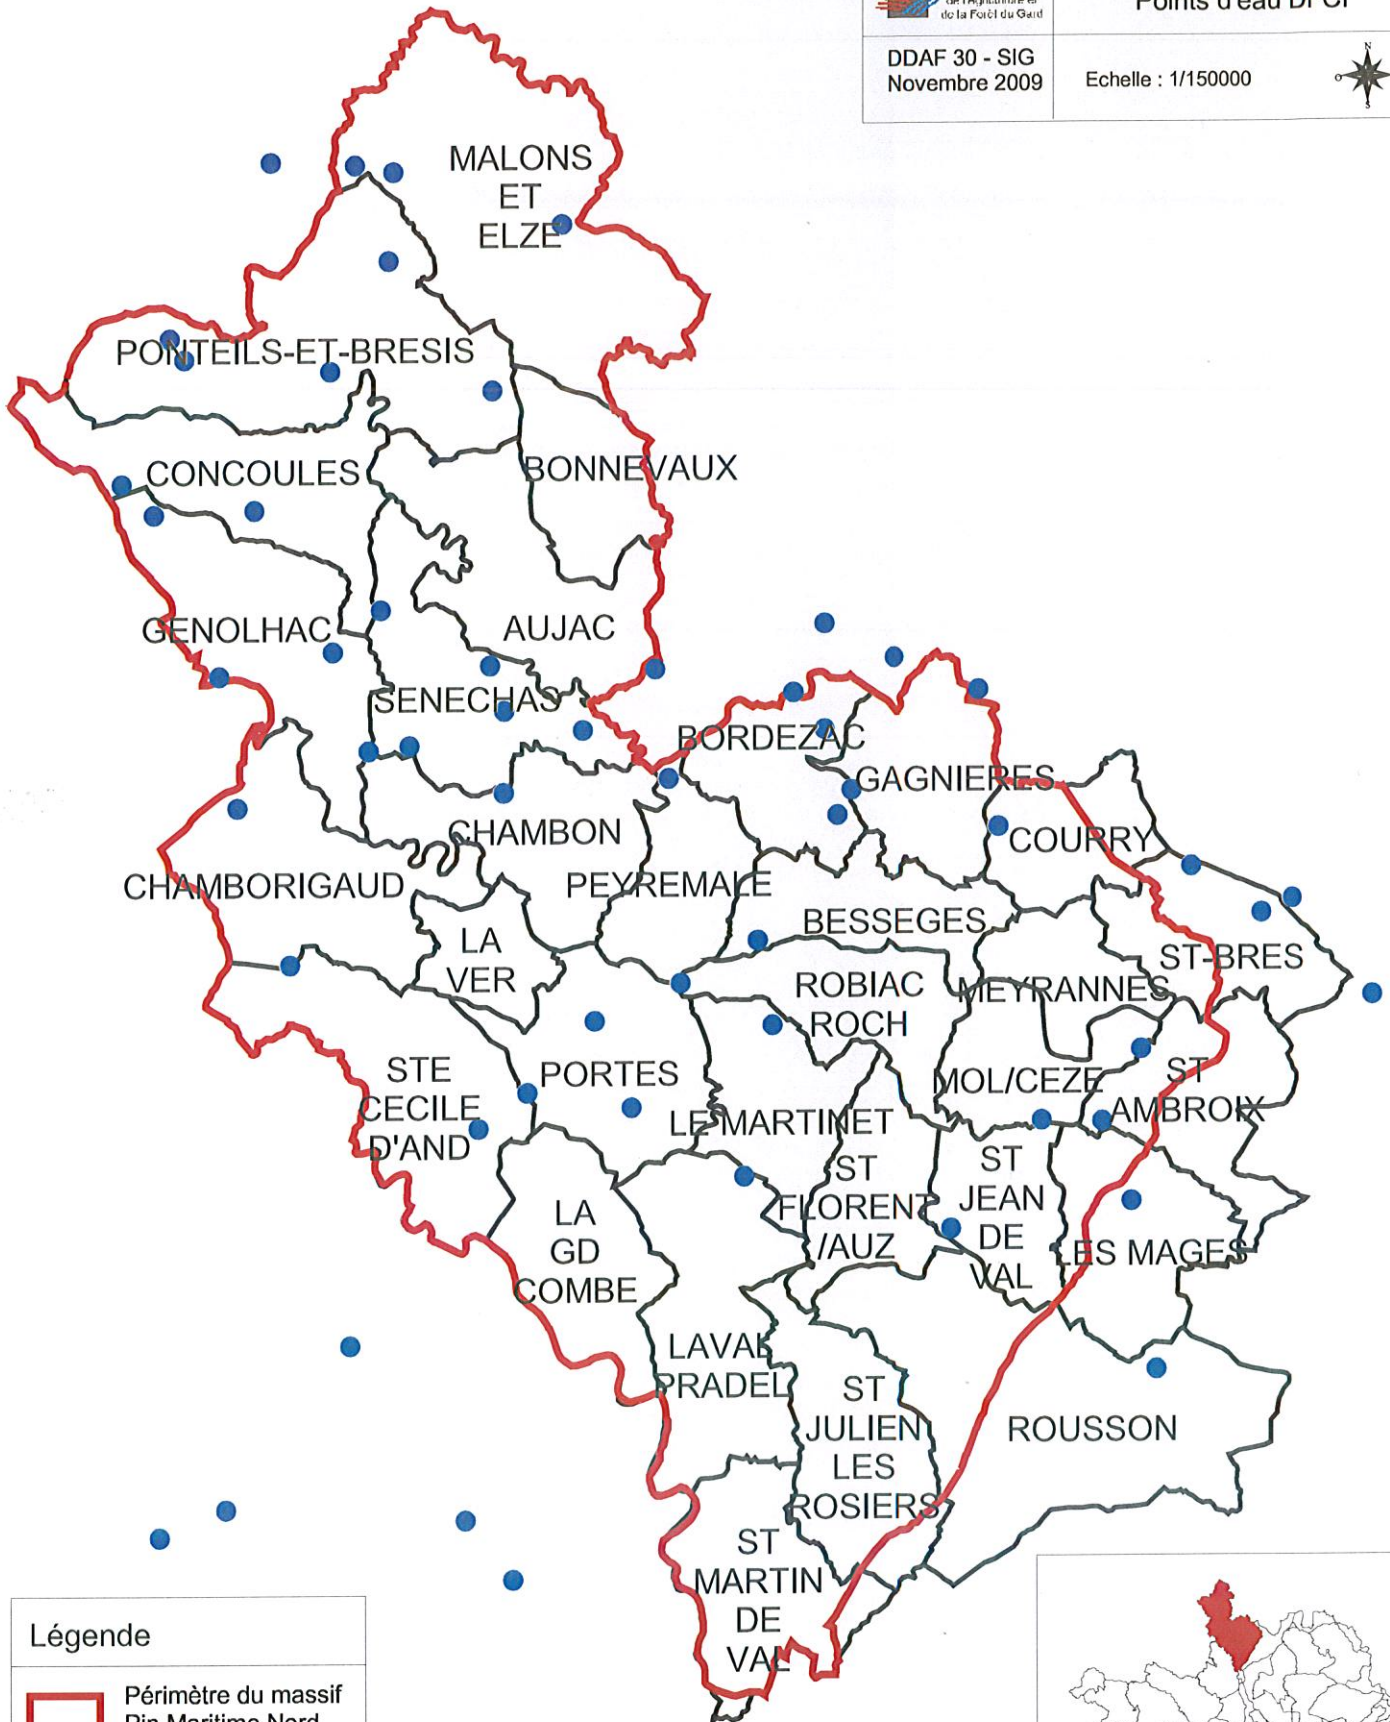 de la Forêt du Gard
Points d'eau DFCI
DDAF 30 - SIG
Novembre 2009
Echelle : 1/150000
N
O
S
MALONS
ET
ELZE
PONTEILS-ET-BRESIS
CONCOULES
BONNEVAUX
GENOLHAC
AUJAC
SENECHAS
BORDEZAC
GAGNIERES
CHAMBON
COURRY
CHAMBORIGAUD
PEYREMALE
BESSEGES
LA
VER
ST-BRES
ROBIAC
ROCH
MEYRANNES
STE
CECILE
D'AND
PORTES
MOL/CEZE
ST
AMBROIX
LE MARTINET
ST
FLORENT
/AUZ
ST
JEAN
DE
VAL
LA
GD
COMBE
LES MAGES
LAVAL
PRADEL
ST
JULIEN
LES
ROSIERS
ROUSSON
ST
MARTIN
DE
VAL
Légende
Périmètre du massif
Pin Maritime Nord